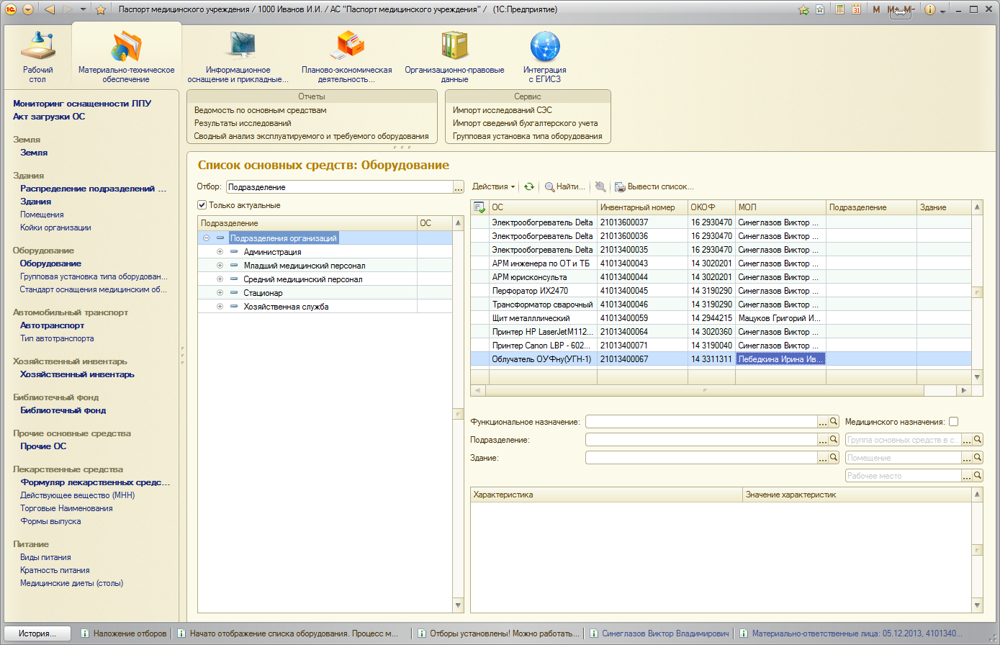 Паспорт медицинского учреждения / 1000 Иванов И.И. / АС "Паспорт медицинского учреждения" / (1С:Предприятие)
M M+ M-
Рабочий
стол
Материально-техническое
обеспечение
Информационное
оснащение и прикладные...
Планово-экономическая
деятельность...
Организационно-правовые
данные
Интеграция
с ЕГИСЗ
Мониторинг оснащенности ЛПУ
Акт загрузки ОС
Земля
Земля
Здания
Распределение подразделений ...
Здания
Помещения
Койки организации
Оборудование
Оборудование
Групповая установка типа оборудован...
Стандарт оснащения медицинским об...
Автомобильный транспорт
Автотранспорт
Тип автотранспорта
Хозяйственный инвентарь
Хозяйственный инвентарь
Библиотечный фонд
Библиотечный фонд
Прочие основные средства
Прочие ОС
Лекарственные средства
Формуляр лекарственных средс...
Действующее вещество (МНН)
Торговые Наименования
Формы выпуска
Питание
Виды питания
Кратность питания
Медицинские диеты (столы)
Отчеты
Ведомость по основным средствам
Результаты исследований
Сводный анализ эксплуатируемого и требуемого оборудования
Сервис
Импорт исследований СЭС
Импорт сведений бухгалтерского учета
Групповая установка типа оборудования
Список основных средств: Оборудование
Отбор: Подразделение ...
Только актуальные
Подразделение ОС
Подразделения организаций
Администрация
Младший медицинский персонал
Средний медицинский персонал
Стационар
Хозяйственная служба
Действия Найти... Вывести список...
ОС Инвентарный номер ОКОФ МОЛ Подразделение Здание
Электрообогреватель Delta 21013600037 16 2930470 Синеглазов Виктор ...
Электрообогреватель Delta 21013600036 16 2930470 Синеглазов Виктор ...
Электрообогреватель Delta 21013400035 16 2930470 Синеглазов Виктор ...
АРМ инженера по ОТ и ТБ 41013400043 14 3020201 Синеглазов Виктор ...
АРМ юрисконсульта 41013400044 14 3020201 Синеглазов Виктор ...
Перфоратор ИХ2470 41013400045 14 3190290 Синеглазов Виктор ...
Трансформатор сварочный 41013400046 14 3190290 Синеглазов Виктор ...
Щит металллический 41013400059 14 2944215 Мацуков Григорий И...
Принтер HP LaserJetM112... 21013400064 14 3020360 Синеглазов Виктор ...
Принтер Canon LBP - 602... 21013400071 14 3190040 Синеглазов Виктор ...
Облучатель ОУФну(УГН-1) 21013400067 14 3311311 Лебедкина Ирина Ив...
Функциональное назначение: ... Медицинского назначения:
Подразделение: ... Группа основных средств в с... ...
Здание: ... Помещение ...
Рабочее место ...
Характеристика Значение характеристик
История... Наложение отборов Начато отображение списка оборудования. Процесс м... Отборы установлены! Можно работать... Синеглазов Виктор Владимирович Материально-ответственные лица: 05.12.2013, 4101340...